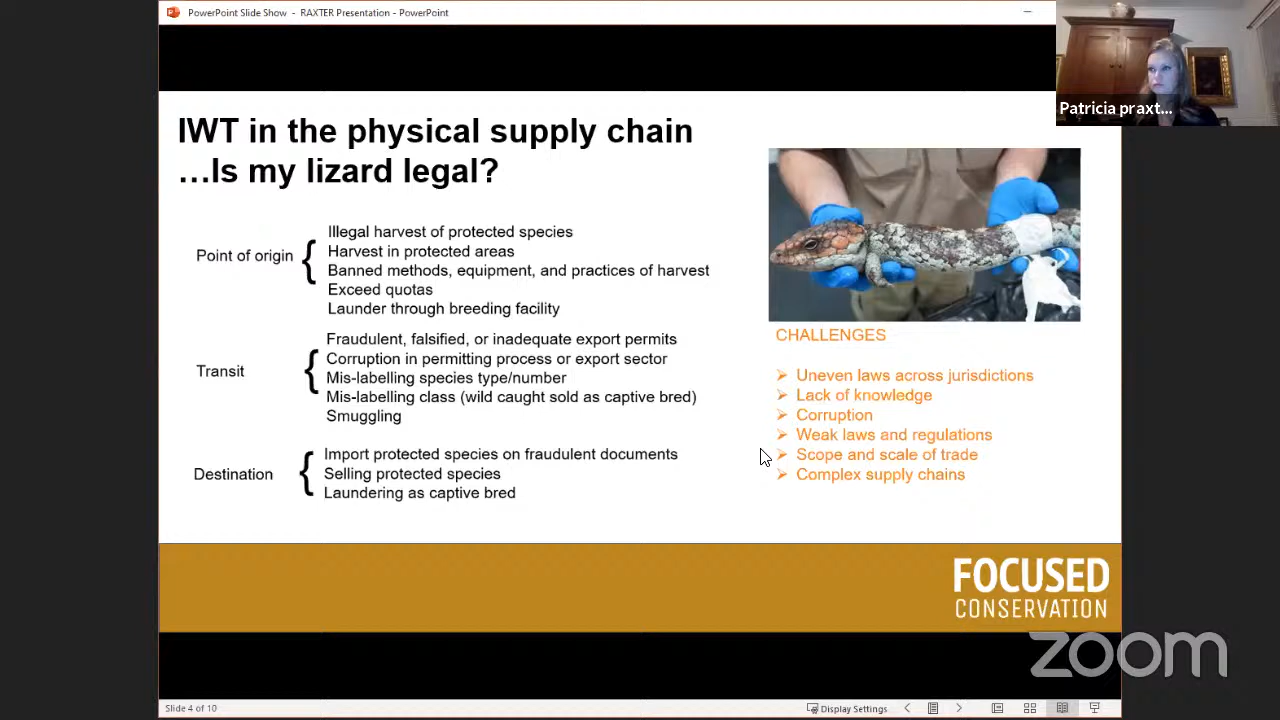 PowerPoint Slide Show - RAXTER Presentation - PowerPoint
Patricia praxt...
IWT in the physical supply chain
...Is my lizard legal?
Point of origin
Illegal harvest of protected species
Harvest in protected areas
Banned methods, equipment, and practices of harvest
Exceed quotas
Launder through breeding facility
Transit
Fraudulent, falsified, or inadequate export permits
Corruption in permitting process or export sector
Mis-labelling species type/number
Mis-labelling class (wild caught sold as captive bred)
Smuggling
Destination
Import protected species on fraudulent documents
Selling protected species
Laundering as captive bred
CHALLENGES
Uneven laws across jurisdictions
Lack of knowledge
Corruption
Weak laws and regulations
Scope and scale of trade
Complex supply chains
FOCUSED
CONSERVATION
zoom
Slide 4 of 10
Display Settings